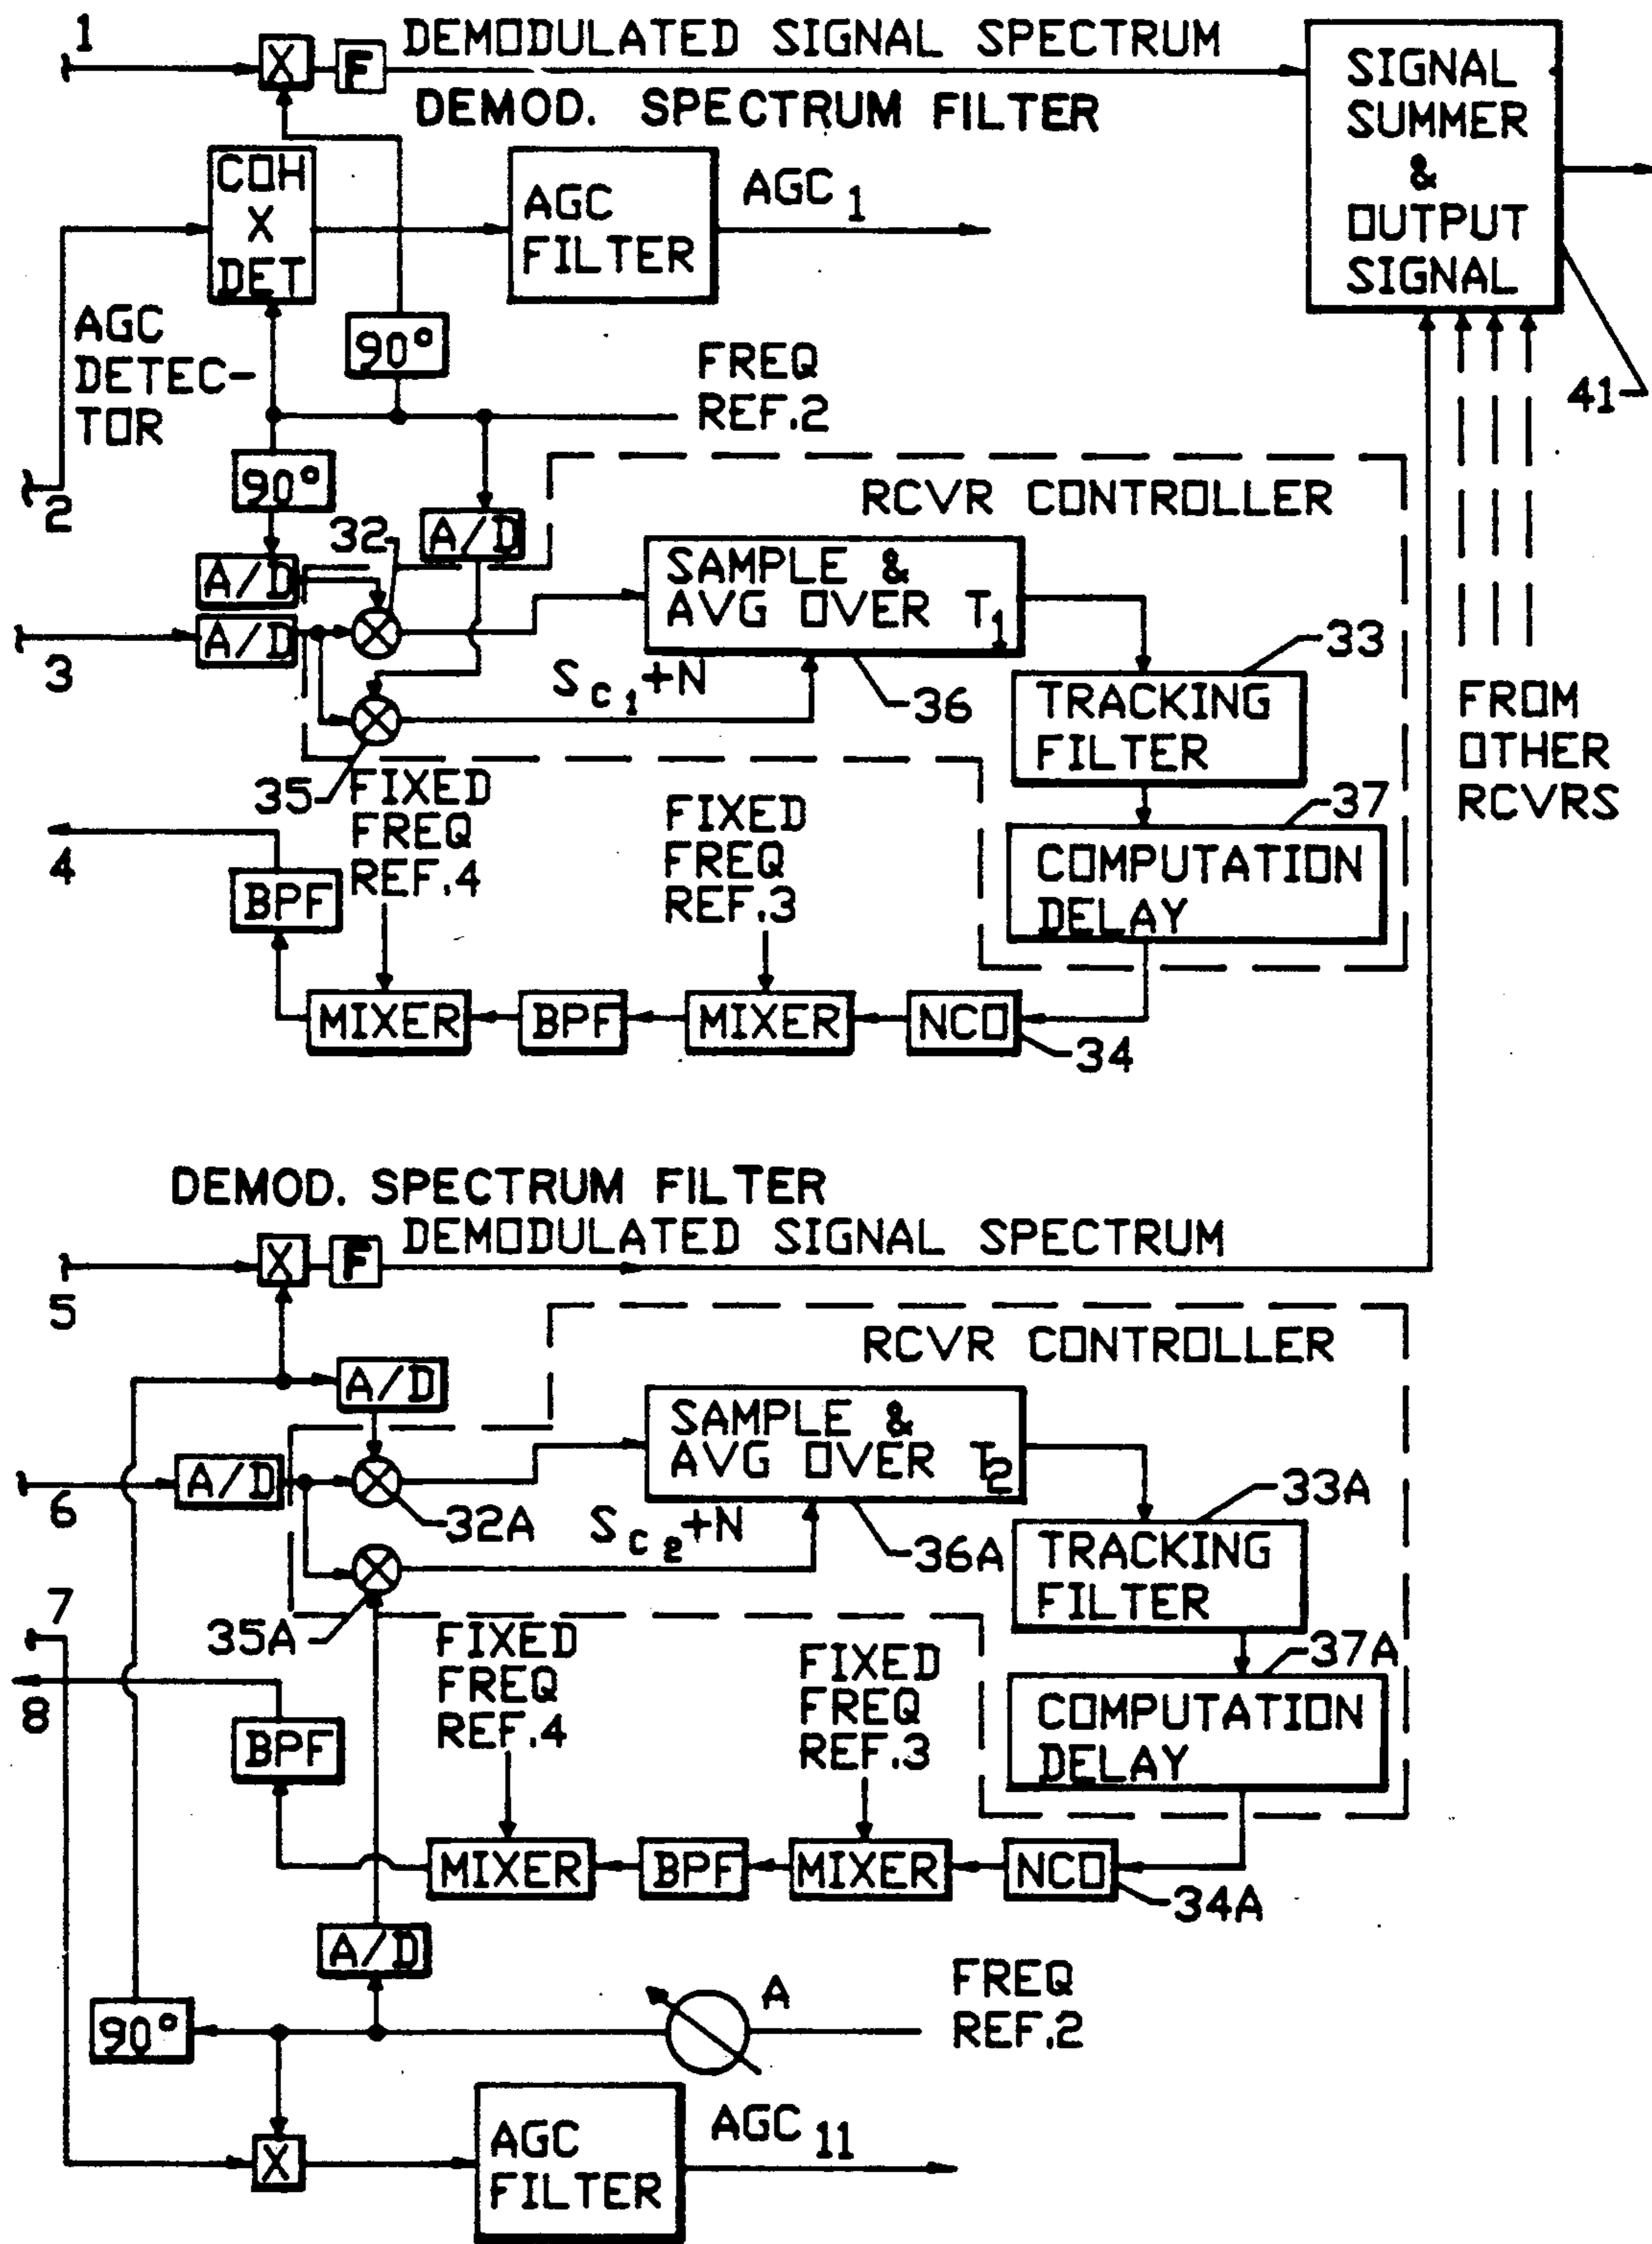 1
X
F
DEMODULATED SIGNAL SPECTRUM
DEMOD. SPECTRUM FILTER
SIGNAL
SUMMER
&
OUTPUT
SIGNAL
41
COH
X
DET
AGC
FILTER
AGC 1
AGC
DETEC-
TOR
90°
FREQ
REF.2
2
90°
32
A/D
RCVR CONTROLLER
A/D
SAMPLE &
AVG OVER T1
3
A/D
Sc1+N
36
33
TRACKING
FILTER
FROM
OTHER
RCVRS
35
FIXED
FREQ
REF.4
FIXED
FREQ
REF.3
37
COMPUTATION
DELAY
4
BPF
MIXER
BPF
MIXER
NCO
34
DEMOD. SPECTRUM FILTER
DEMODULATED SIGNAL SPECTRUM
5
X
F
RCVR CONTROLLER
A/D
SAMPLE &
AVG OVER T2
6
A/D
32A
Sc2+N
36A
33A
TRACKING
FILTER
7
35A
FIXED
FREQ
REF.4
FIXED
FREQ
REF.3
37A
COMPUTATION
DELAY
8
BPF
MIXER
BPF
MIXER
NCO
34A
A/D
A
FREQ
REF.2
90°
X
AGC
FILTER
AGC 11